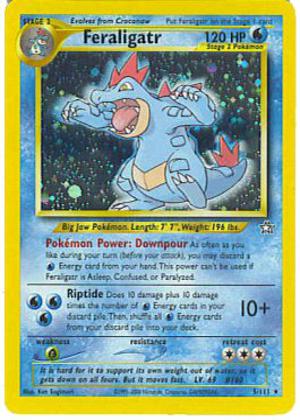 STAGE 2 Evolves from Croconaw Put Feraligatr on the Stage 1 card
Feraligatr 120 HP
Stage 2 Pokémon
Big Jaw Pokémon. Length: 7' 7", Weight: 196 lbs.
Pokémon Power: Downpour As often as you
like during your turn (before your attack), you may discard a
Energy card from your hand. This power can't be used if
Feraligatr is Asleep, Confused, or Paralyzed.
Riptide Does 10 damage plus 10 more
damage times the number of Energy cards in your
discard pile. Then, shuffle all Energy cards
from your discard pile into your deck.
10+
weakness resistance retreat cost
It is hard for it to support its own weight out of water, so it
gets down on all fours. But it moves fast. LV. 69 #160
Illus. Ken Sugimori
5/111